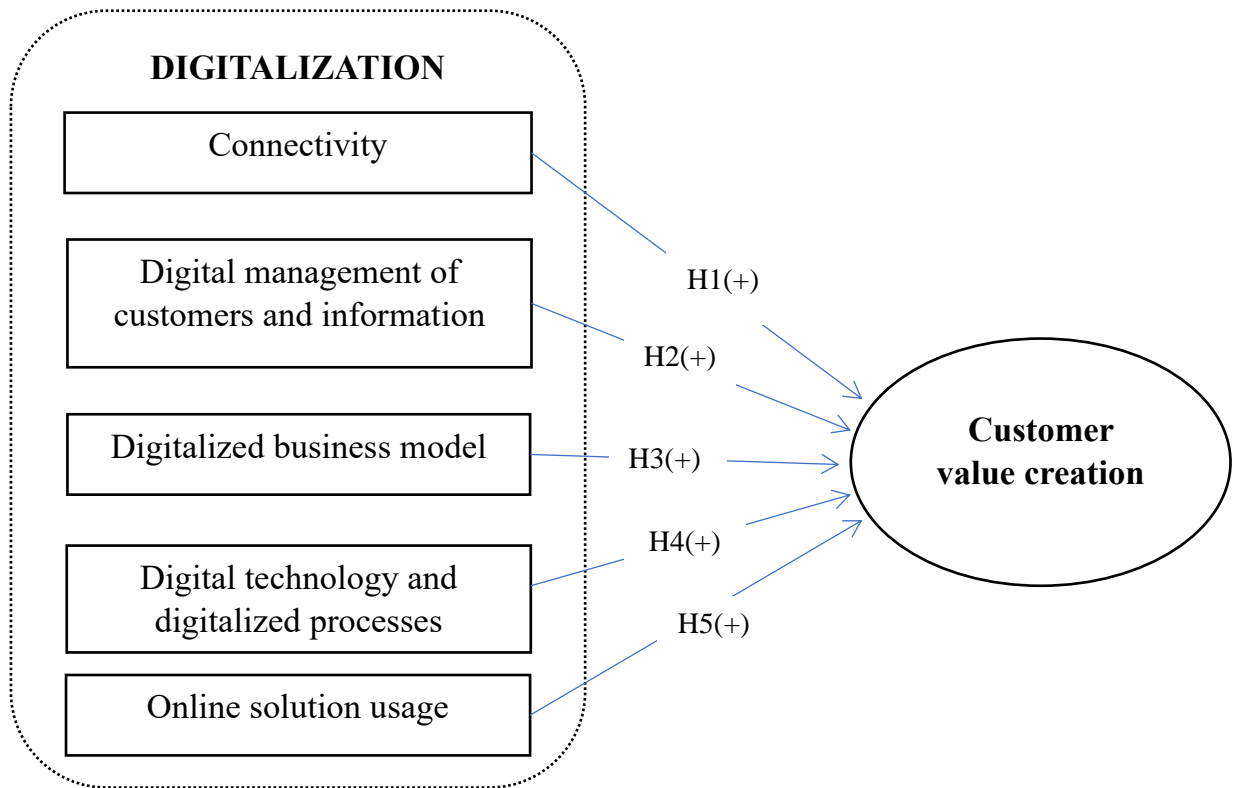 DIGITALIZATION
Connectivity
Digital management of
customers and information
Digitalized business model
Digital technology and
digitalized processes
Online solution usage
H1(+)
H2(+)
H3(+)
H4(+)
H5(+)
Customer
value creation